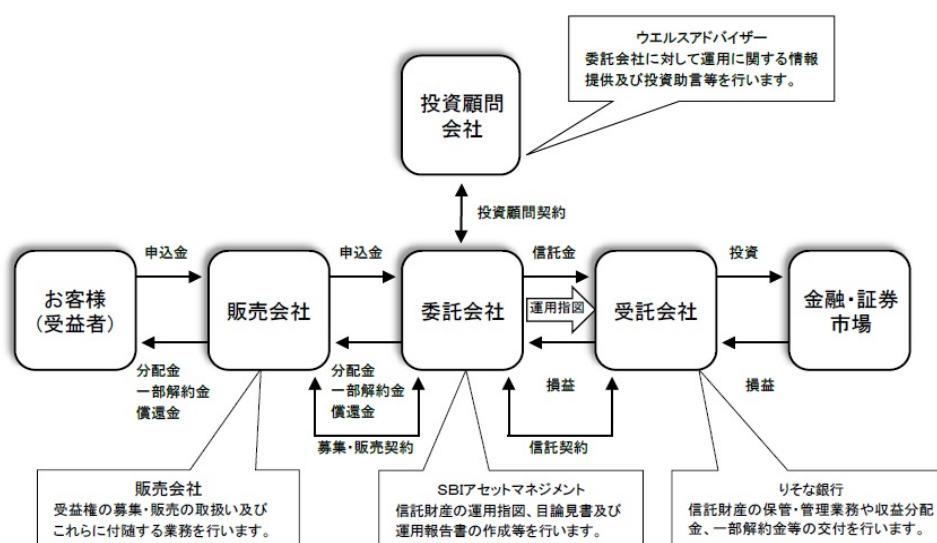 ウエルスアドバイザー
委託会社に対して運用に関する情報
提供及び投資助言等を行います。
投資顧問
会社
投資顧問契約
申込金
申込金
信託金
投資
お客様
(受益者)
販売会社
委託会社
運用指図
受託会社
金融・証券
市場
分配金
一部解約金
償還金
分配金
一部解約金
償還金
損益
損益
募集・販売契約
信託契約
販売会社
受益権の募集・販売の取扱い及び
これらに付随する業務を行います。
SBIアセットマネジメント
信託財産の運用指図、目論見書及び
運用報告書の作成等を行います。
りそな銀行
信託財産の保管・管理業務や収益分配
金、一部解約金等の交付を行います。